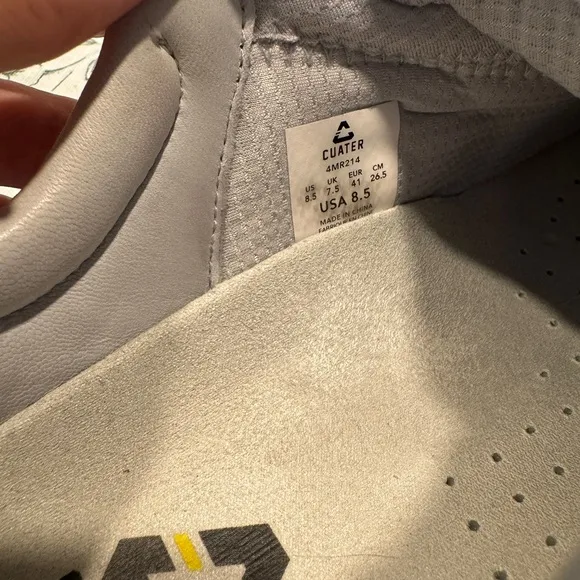 CUATER
4MR214
US UK EUR CM
8.5 7.5 41 26.5
USA 8.5
MADE IN CHINA